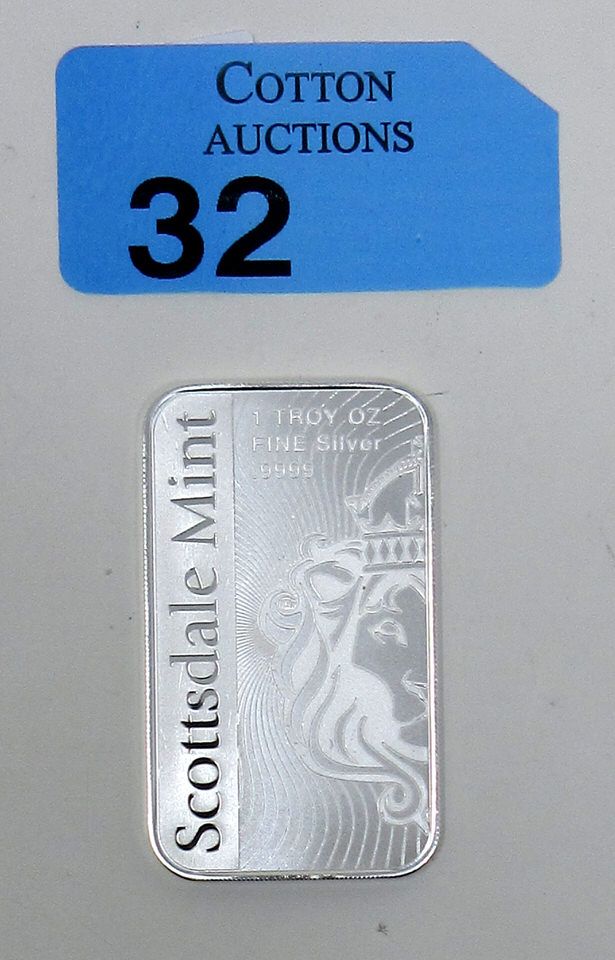 COTTON
AUCTIONS
32
Scottsdale Mint
1 TROY OZ
FINE Silver
.9999